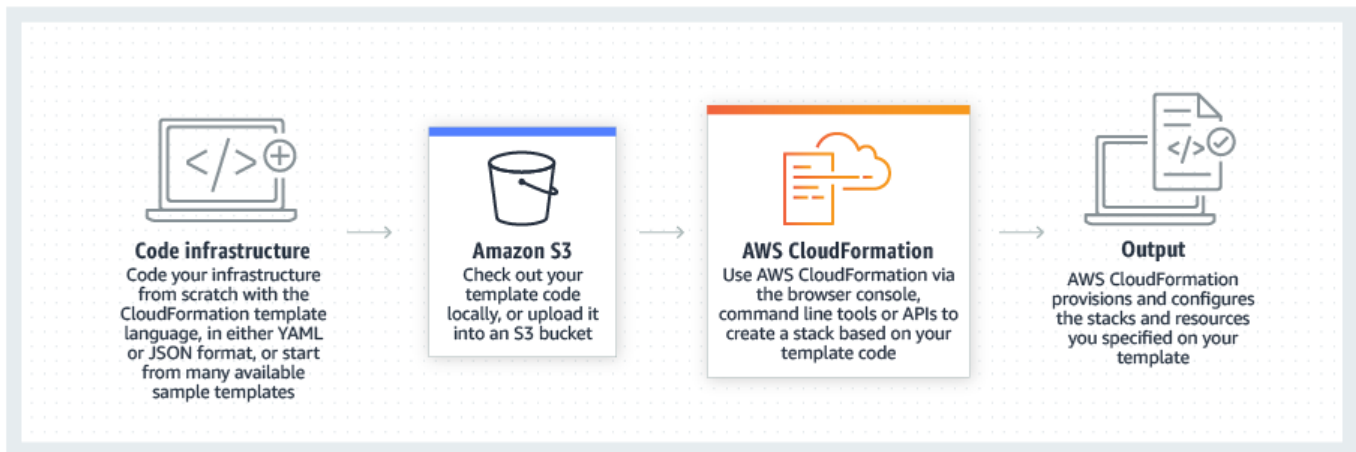 Code infrastructure
Code your infrastructure
from scratch with the
CloudFormation template
language, in either YAML
or JSON format, or start
from many available
sample templates
Amazon S3
Check out your
template code
locally, or upload it
into an S3 bucket
AWS CloudFormation
Use AWS CloudFormation via
the browser console,
command line tools or APIs to
create a stack based on your
template code
Output
AWS CloudFormation
provisions and configures
the stacks and resources
you specified on your
template